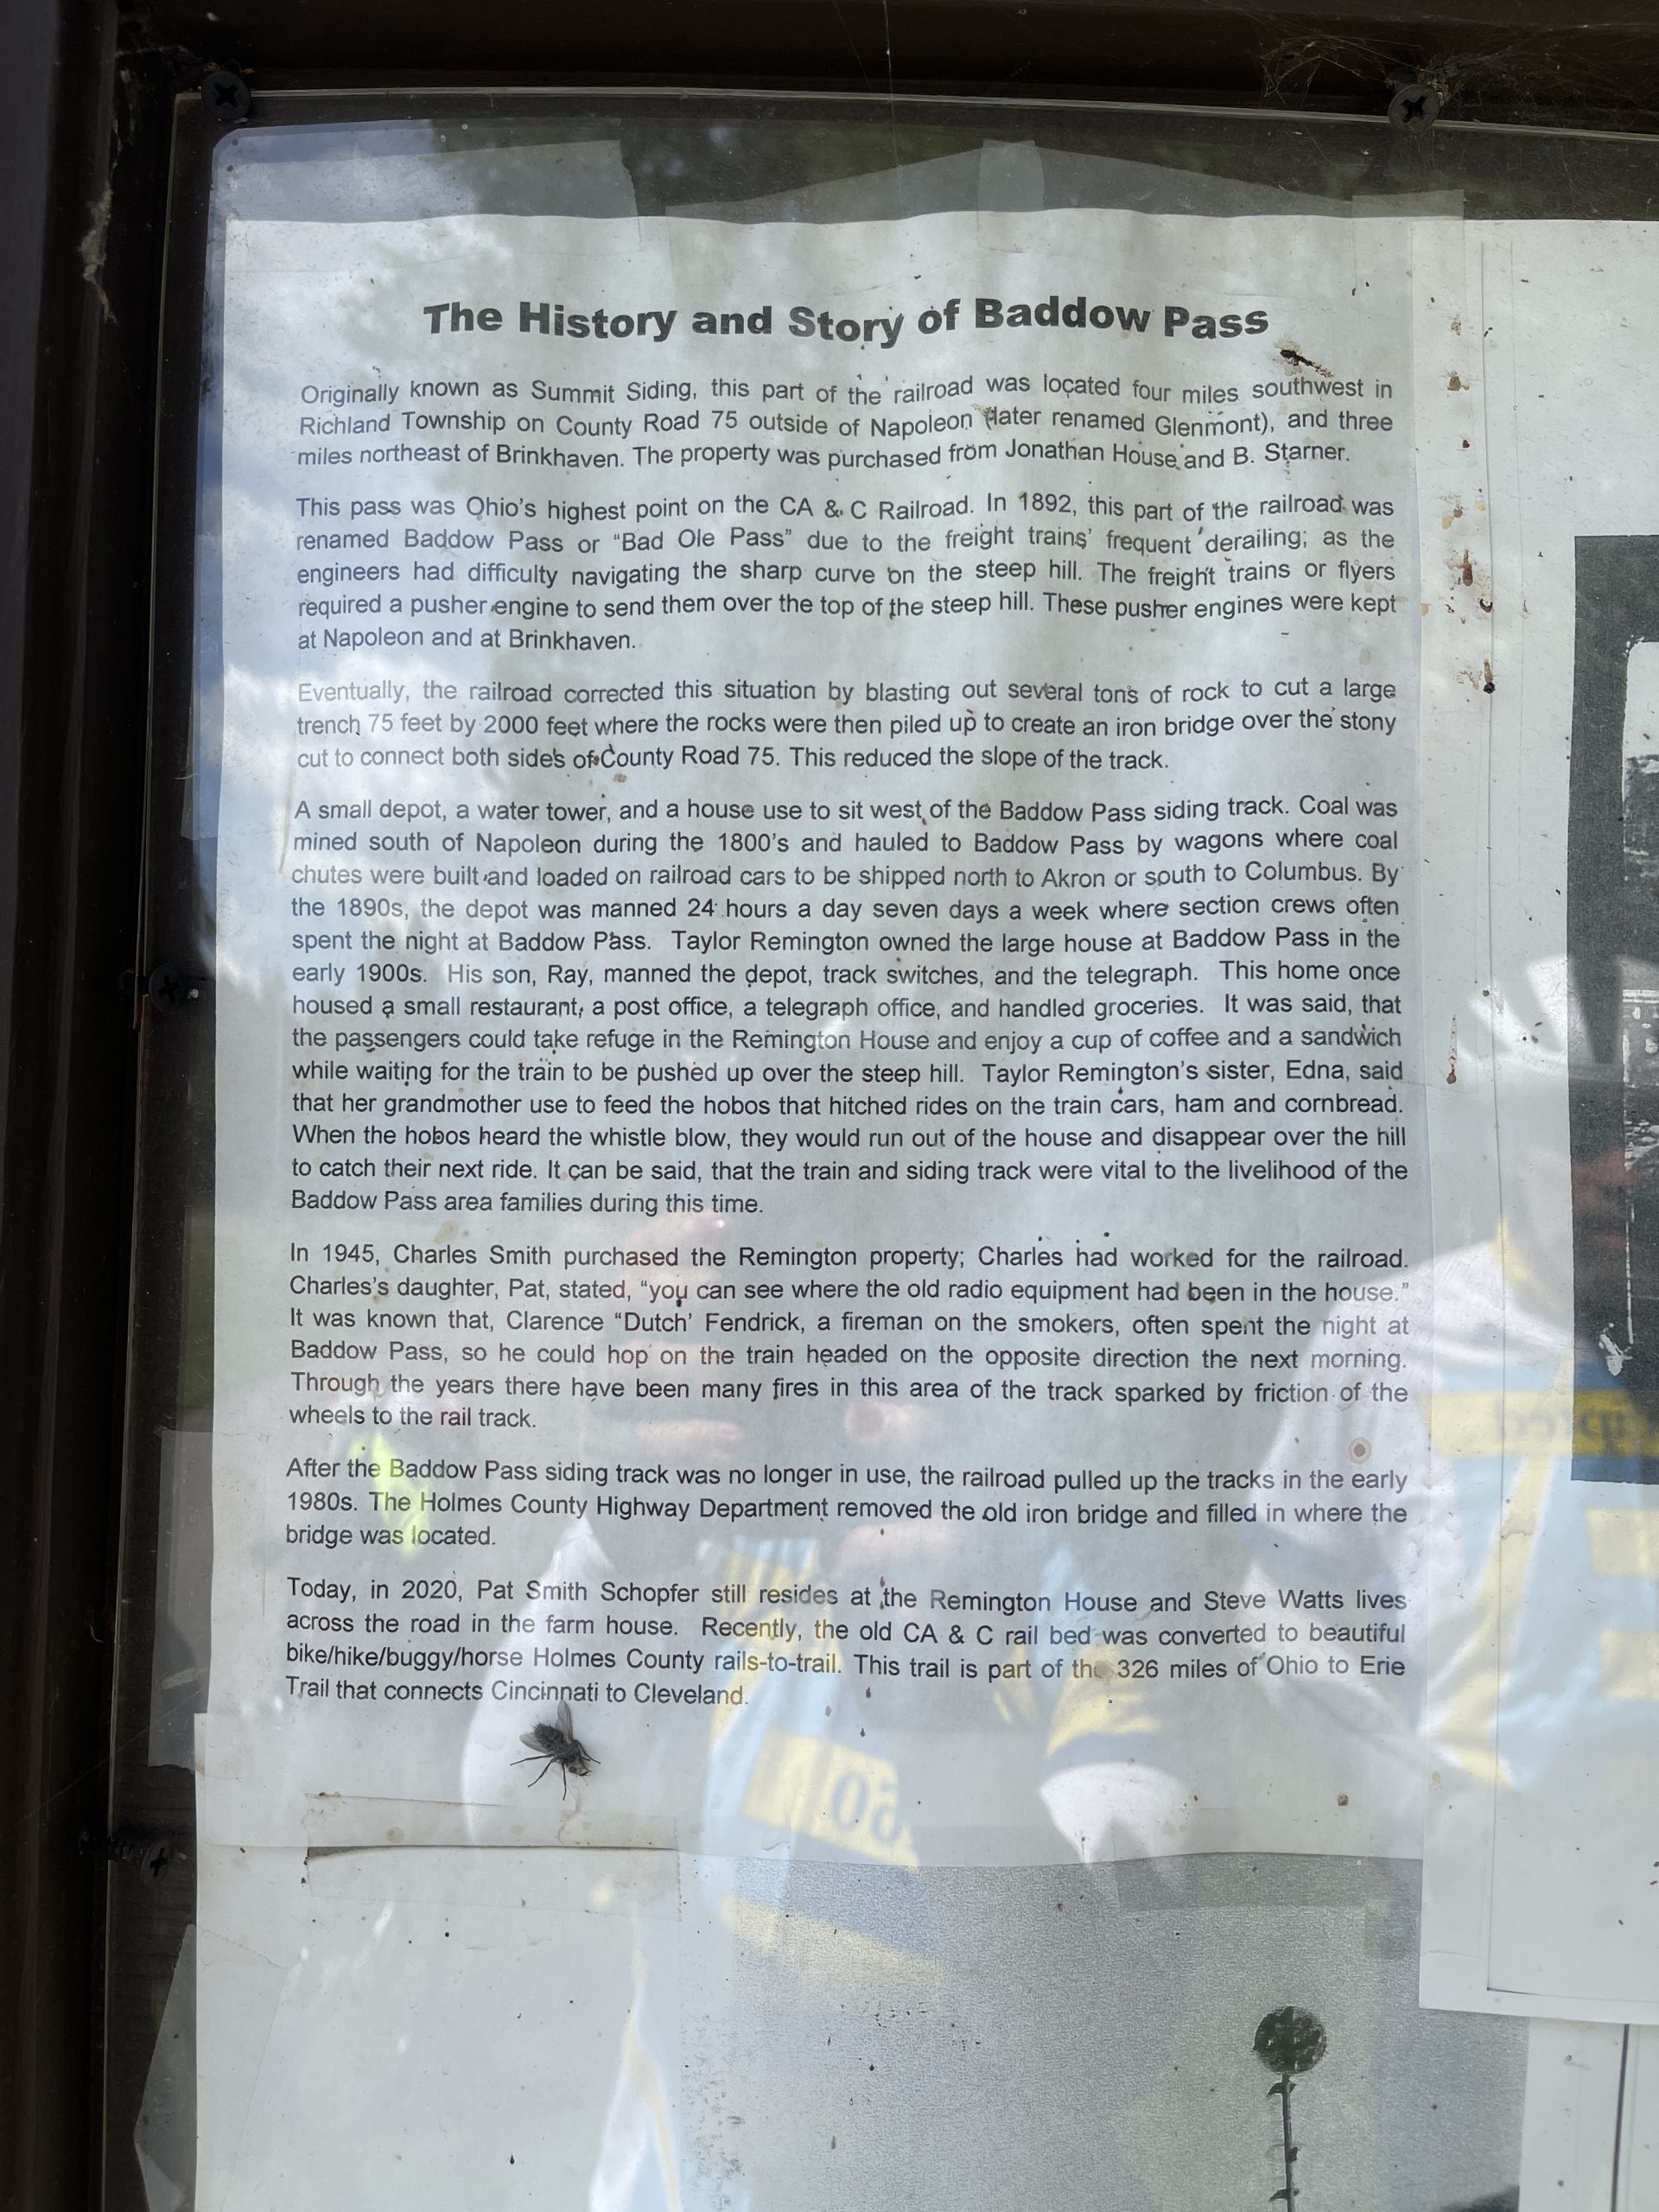 The History and Story of Baddow Pass
Originally known as Summit Siding, this part of the railroad was located four miles southwest in
Richland Township on County Road 75 outside of Napoleon (later renamed Glenmont), and three
miles northeast of Brinkhaven. The property was purchased from Jonathan House and B. Starner.
This pass was Ohio's highest point on the CA & C Railroad. In 1892, this part of the railroad was
renamed Baddow Pass or “Bad Ole Pass” due to the freight trains' frequent derailing; as the
engineers had difficulty navigating the sharp curve on the steep hill. The freight trains or flyers
required a pusher engine to send them over the top of the steep hill. These pusher engines were kept
at Napoleon and at Brinkhaven.
Eventually, the railroad corrected this situation by blasting out several tons of rock to cut a large
trench 75 feet by 2000 feet where the rocks were then piled up to create an iron bridge over the stony
cut to connect both sides of County Road 75. This reduced the slope of the track.
A small depot, a water tower, and a house use to sit west of the Baddow Pass siding track. Coal was
mined south of Napoleon during the 1800's and hauled to Baddow Pass by wagons where coal
chutes were built and loaded on railroad cars to be shipped north to Akron or south to Columbus. By
the 1890s, the depot was manned 24 hours a day seven days a week where section crews often
spent the night at Baddow Pass. Taylor Remington owned the large house at Baddow Pass in the
early 1900s. His son, Ray, manned the depot, track switches, and the telegraph. This home once
housed a small restaurant, a post office, a telegraph office, and handled groceries. It was said, that
the passengers could take refuge in the Remington House and enjoy a cup of coffee and a sandwich
while waiting for the train to be pushed up over the steep hill. Taylor Remington's sister, Edna, said
that her grandmother use to feed the hobos that hitched rides on the train cars, ham and cornbread.
When the hobos heard the whistle blow, they would run out of the house and disappear over the hill
to catch their next ride. It can be said, that the train and siding track were vital to the livelihood of the
Baddow Pass area families during this time.
In 1945, Charles Smith purchased the Remington property; Charles had worked for the railroad.
Charles's daughter, Pat, stated, “you can see where the old radio equipment had been in the house.”
It was known that, Clarence “Dutch’ Fendrick, a fireman on the smokers, often spent the night at
Baddow Pass, so he could hop on the train headed on the opposite direction the next morning.
Through the years there have been many fires in this area of the track sparked by friction of the
wheels to the rail track.
After the Baddow Pass siding track was no longer in use, the railroad pulled up the tracks in the early
1980s. The Holmes County Highway Department removed the old iron bridge and filled in where the
bridge was located.
Today, in 2020, Pat Smith Schopfer still resides at the Remington House and Steve Watts lives
across the road in the farm house. Recently, the old CA & C rail bed was converted to beautiful
bike/hike/buggy/horse Holmes County rails-to-trail. This trail is part of the 326 miles of Ohio to Erie
Trail that connects Cincinnati to Cleveland.